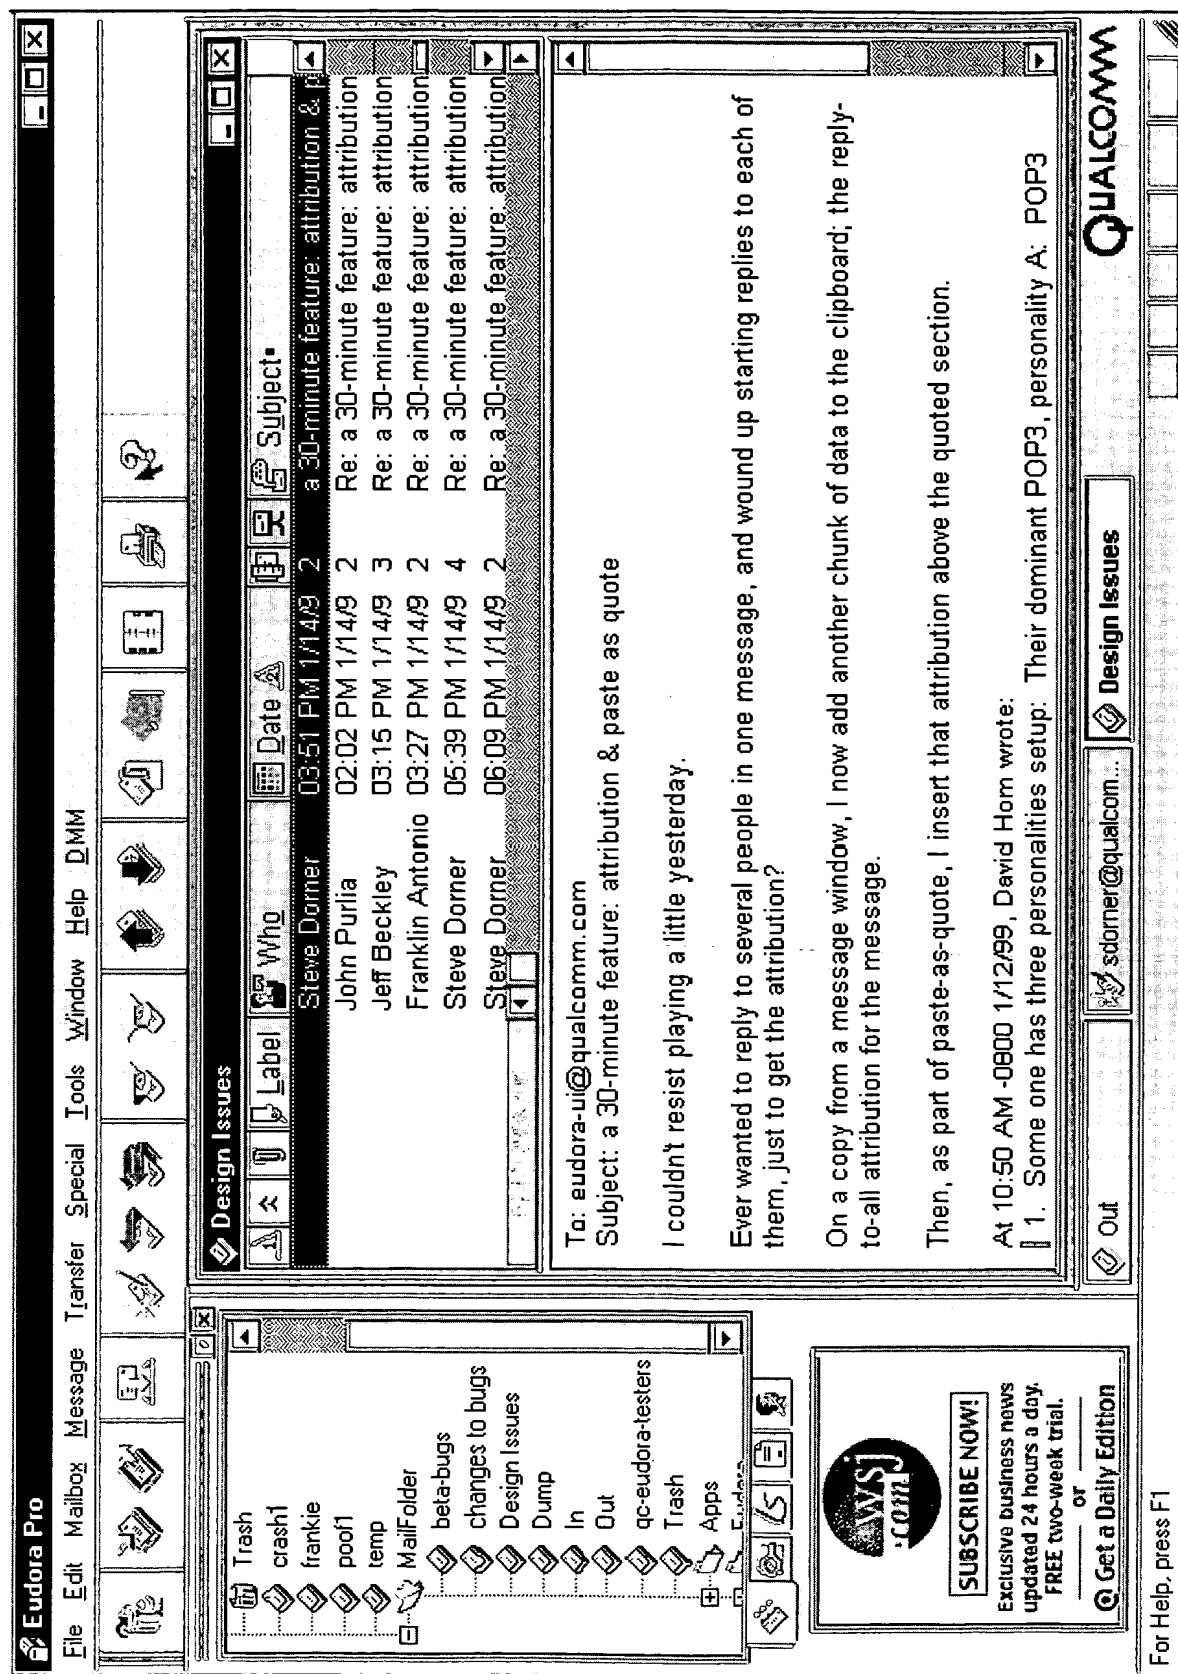 Eudora Pro
File Edit Mailbox Message Transfer Special Tools Window Help DMM
Trash
crash1
frankie
poof1
temp
MailFolder
beta-bugs
changes to bugs
Design Issues
Dump
In
Out
qc-eudora-testers
Trash
Apps
Eudora
wsj
.com
SUBSCRIBE NOW!
Exclusive business news
updated 24 hours a day.
FREE two-week trial.
or
@ Get a Daily Edition
Design Issues
Label Who Date Subject
Steve Dorner 03:51 PM 1/14/9 2 a 30-minute feature: attribution & p
John Purlia 02:02 PM 1/14/9 2 Re: a 30-minute feature: attribution
Jeff Beckley 03:15 PM 1/14/9 3 Re: a 30-minute feature: attribution
Franklin Antonio 03:27 PM 1/14/9 2 Re: a 30-minute feature: attribution
Steve Dorner 05:39 PM 1/14/9 4 Re: a 30-minute feature: attribution
Steve Dorner 06:09 PM 1/14/9 2 Re: a 30-minute feature: attribution
To: eudora-ui@qualcomm.com
Subject: a 30-minute feature: attribution & paste as quote
I couldn't resist playing a little yesterday.
Ever wanted to reply to several people in one message, and wound up starting replies to each of
them, just to get the attribution?
On a copy from a message window, I now add another chunk of data to the clipboard; the reply-
to-all attribution for the message.
Then, as part of paste-as-quote, I insert that attribution above the quoted section.
At 10:50 AM -0800 1/12/99, David Hom wrote:
1. Some one has three personalities setup: Their dominant POP3, personality A: POP3
Out
sdorner@qualcom...
Design Issues
QUALCOMM
For Help, press F1